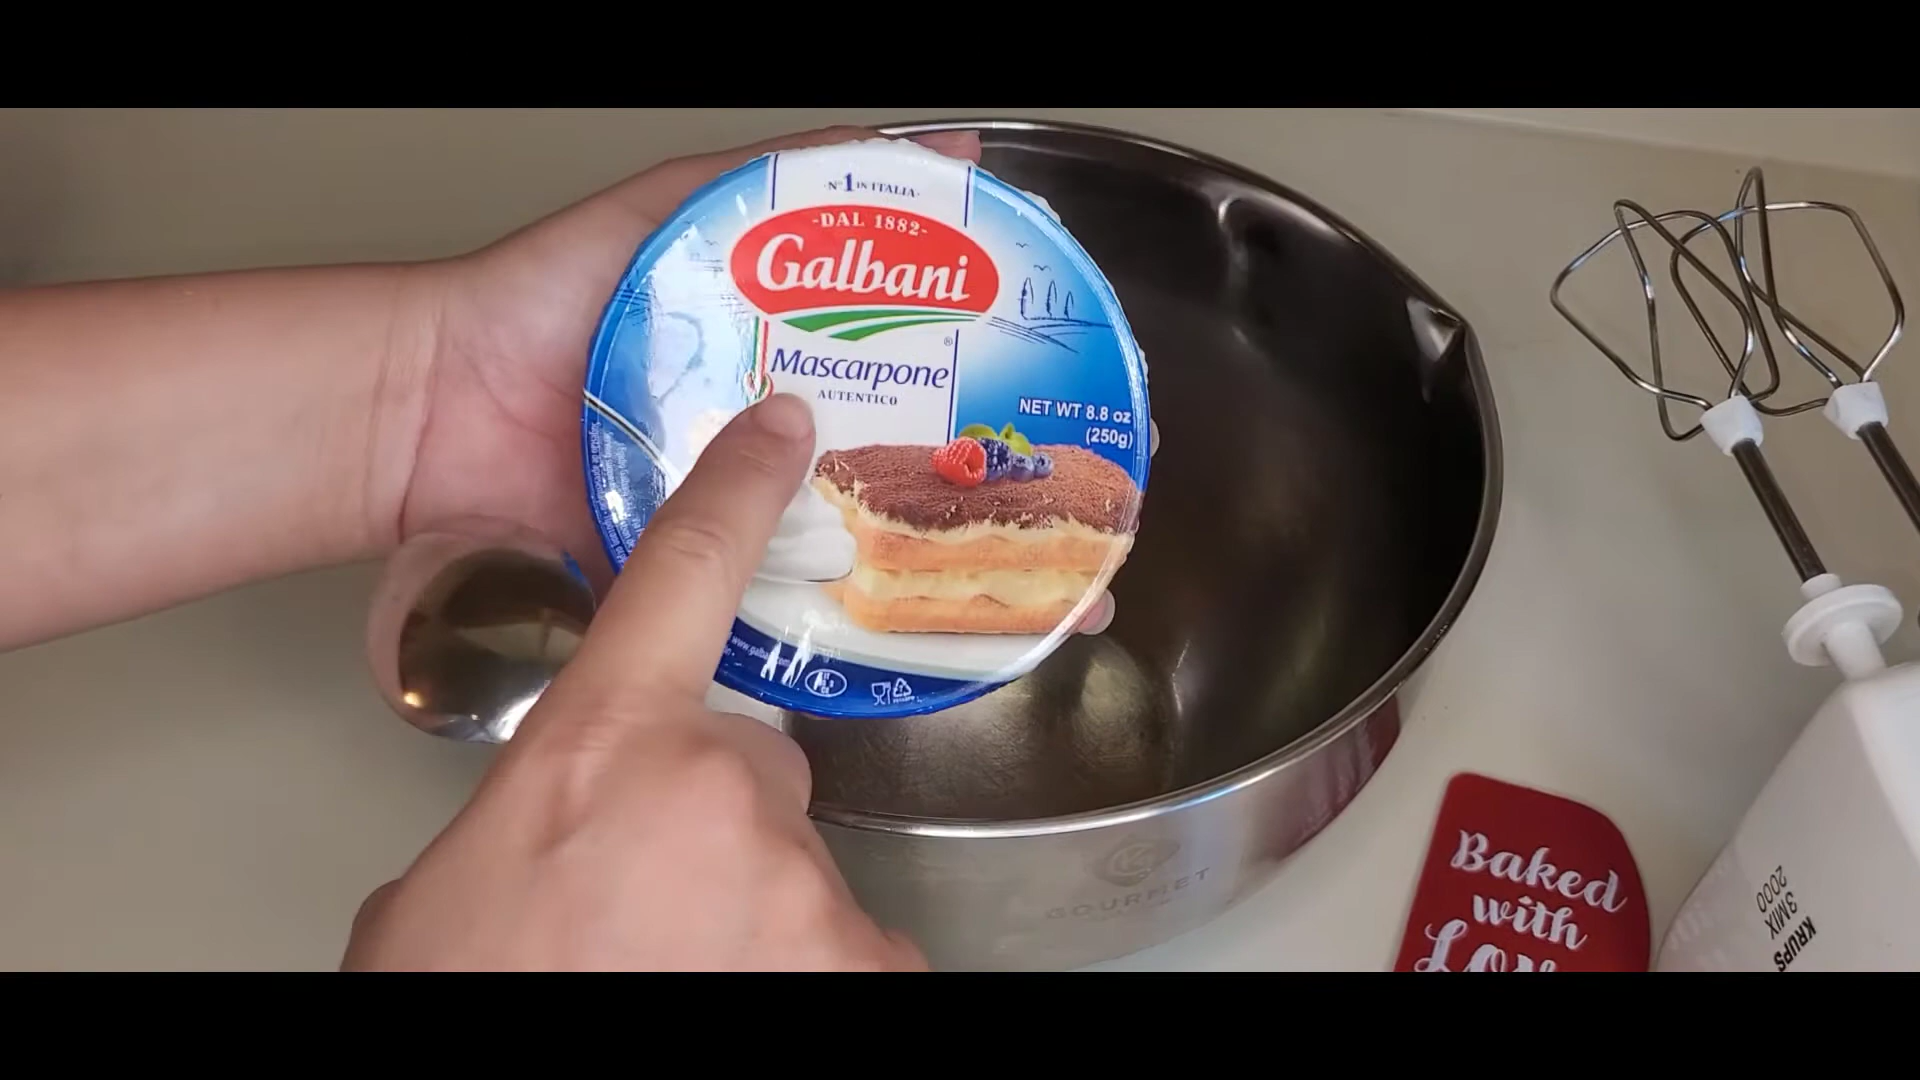 Nº1 IN ITALIA
-DAL 1882-
Galbani
®
Mascarpone
AUTENTICO
NET WT 8.8 oz
(250g)
GOURMET
Baked
with
KRUPS
3MIX
2000